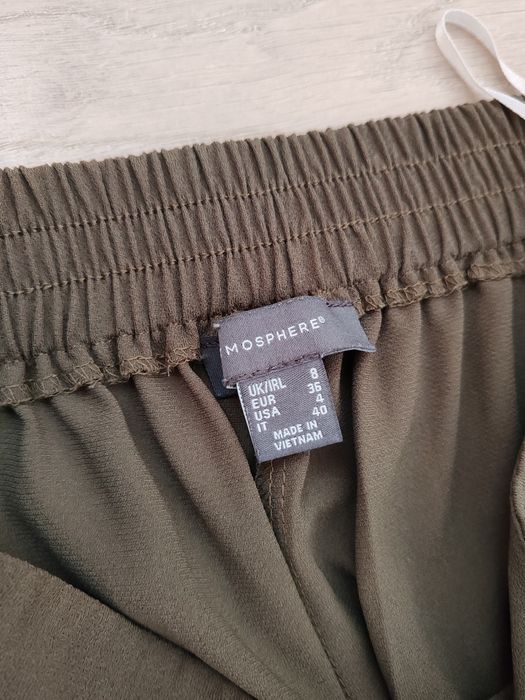 MOSPHERE®
UK/IRL 8
EUR 36
USA 4
IT 40
MADE IN
VIETNAM